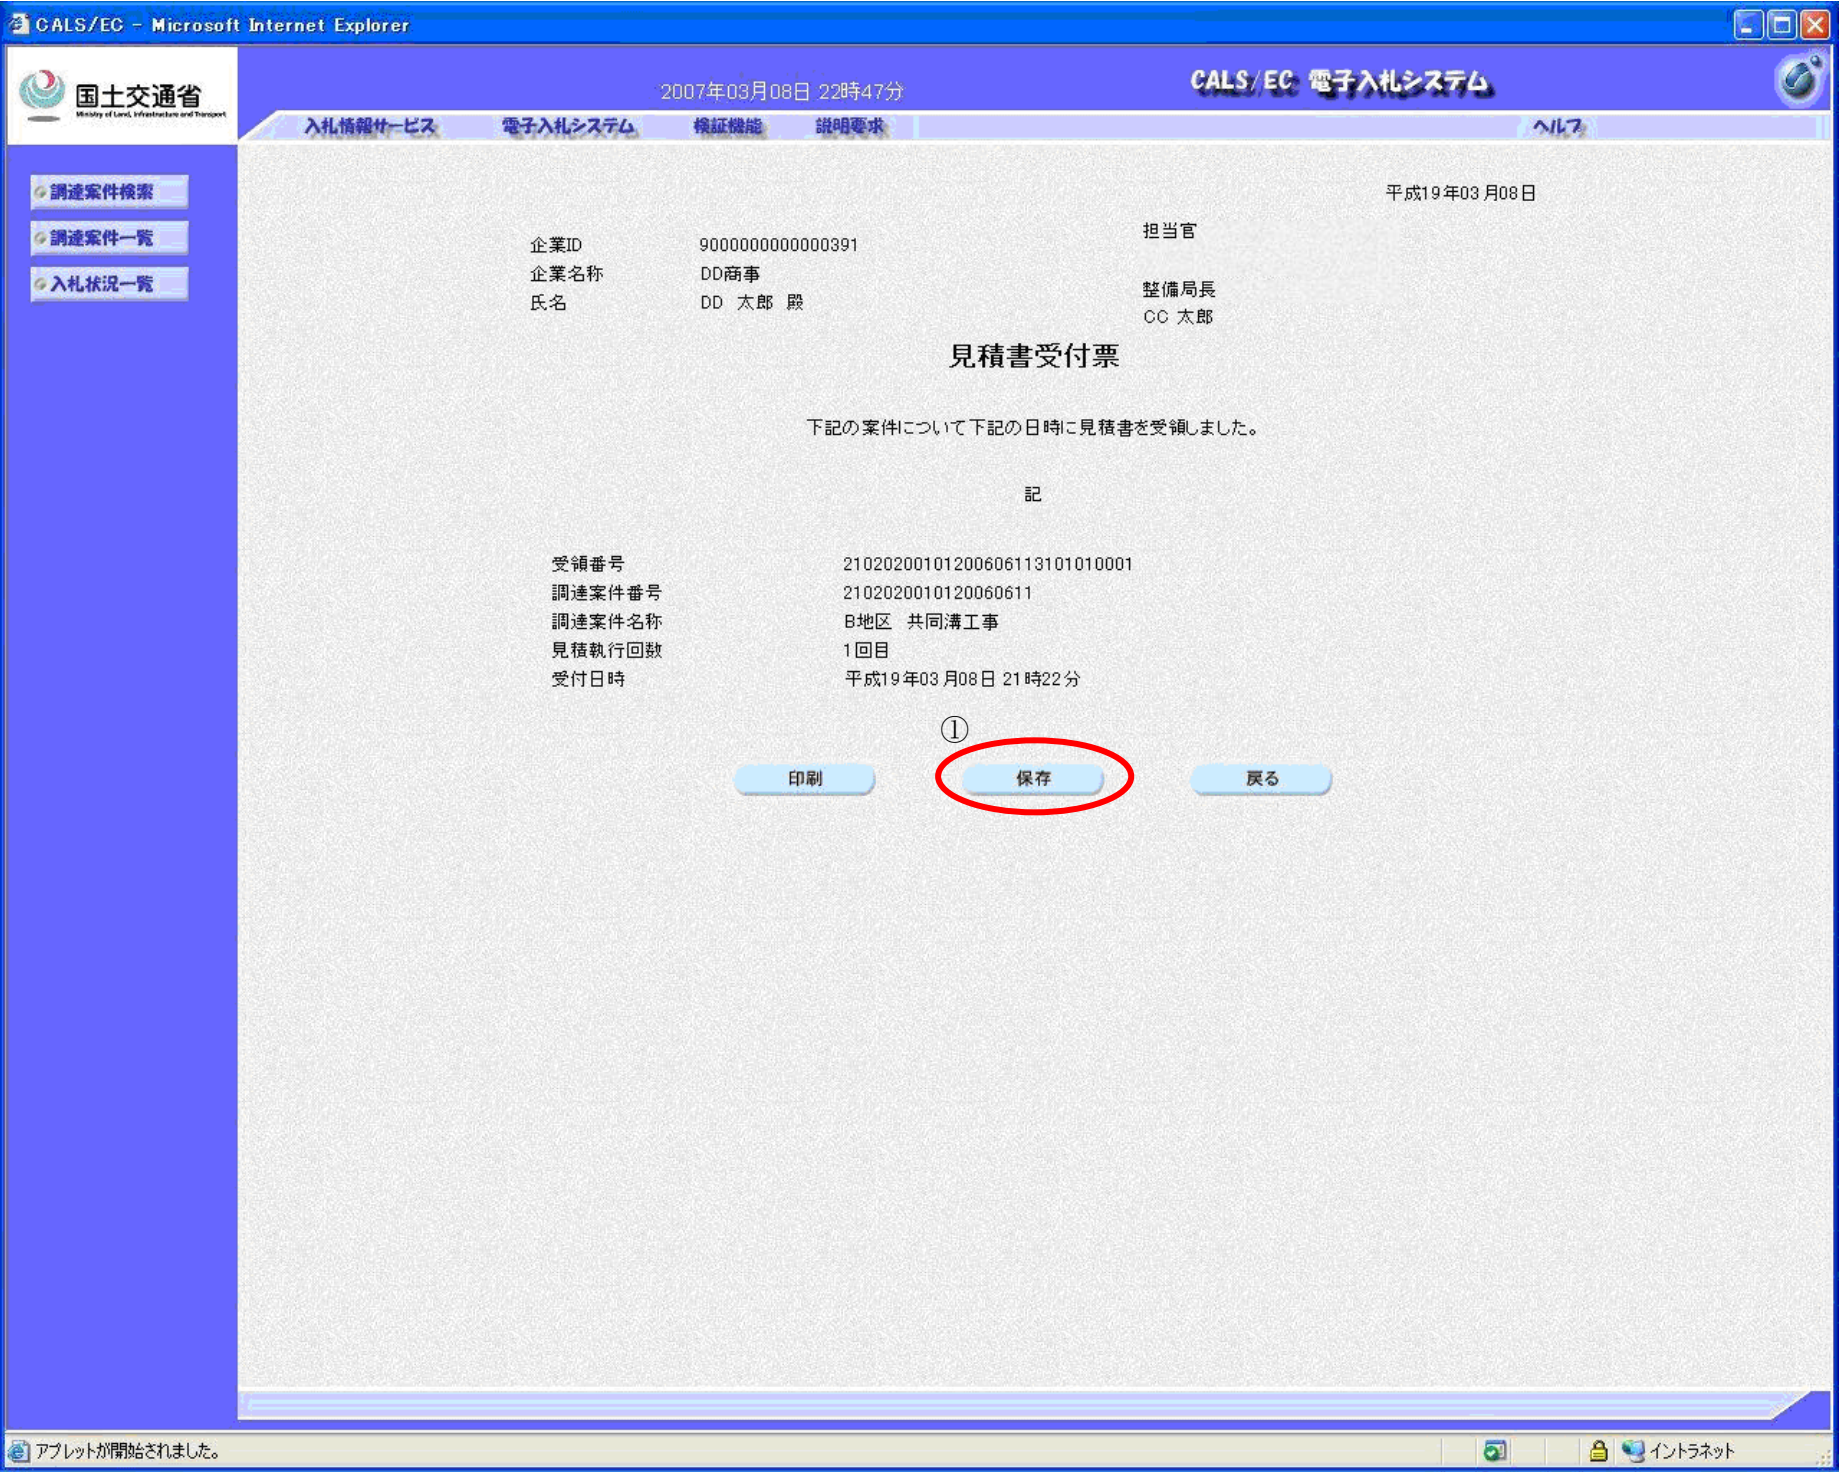 CALS/EC - Microsoft Internet Explorer
国土交通省
Ministry of Land, Infrastructure and Transport
2007年03月08日 22時47分
CALS/EC 電子入札システム
入札情報サービス 電子入札システム 検証機能 説明要求 ヘルプ
調達案件検索
調達案件一覧
入札状況一覧
平成19年03月08日
企業ID 9000000000000391
企業名称 DD商事
氏名 DD 太郎 殿
担当官
整備局長
CC 太郎
見積書受付票
下記の案件について下記の日時に見積書を受領しました。
記
受領番号 210202001012006061131010​10001
調達案件番号 2102020010120060611
調達案件名称 B地区 共同溝工事
見積執行回数 1回目
受付日時 平成19年03月08日 21時22分
①
印刷 保存 戻る
アプレットが開始されました。
イントラネット